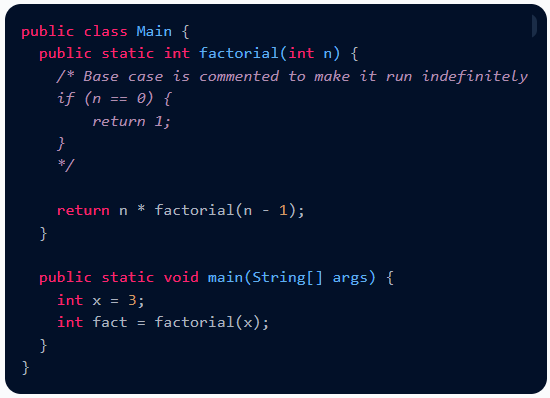 public class Main {
  public static int factorial(int n) {
    /* Base case is commented to make it run indefinitely
    if (n == 0) {
        return 1;
    }
    */

    return n * factorial(n - 1);
  }

  public static void main(String[] args) {
    int x = 3;
    int fact = factorial(x);
  }
}